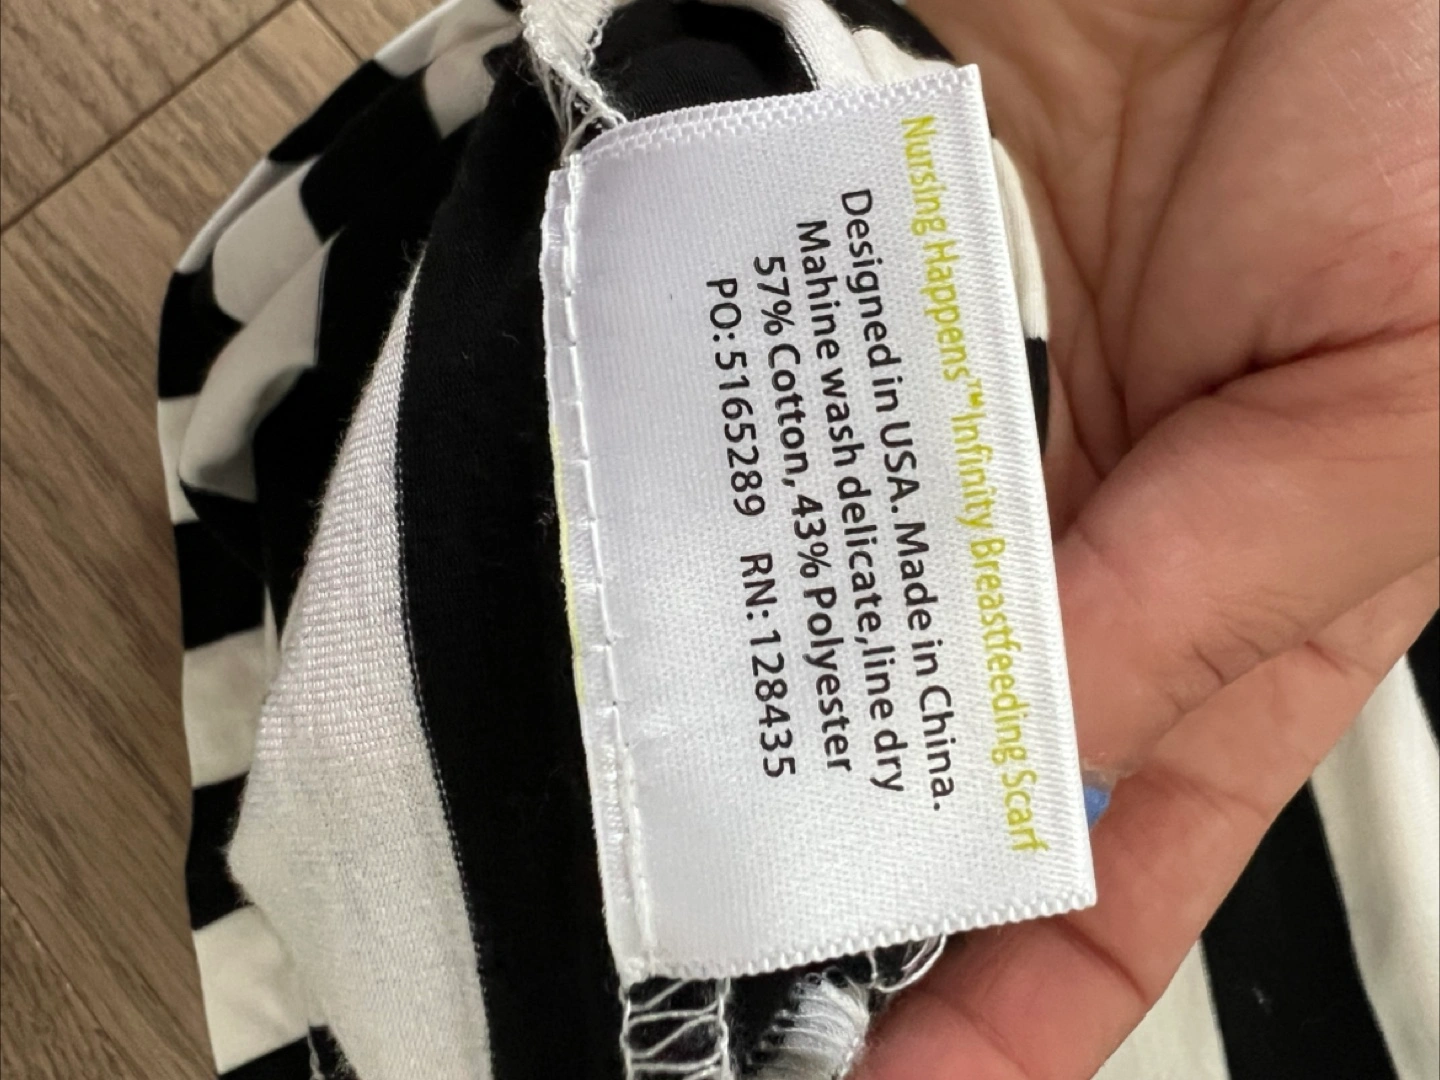 Nursing Happens™ Infinity Breastfeeding Scarf
Designed in USA. Made in China.
Mahine wash delicate, line dry
57% Cotton, 43% Polyester
PO: 5165289 RN: 128435